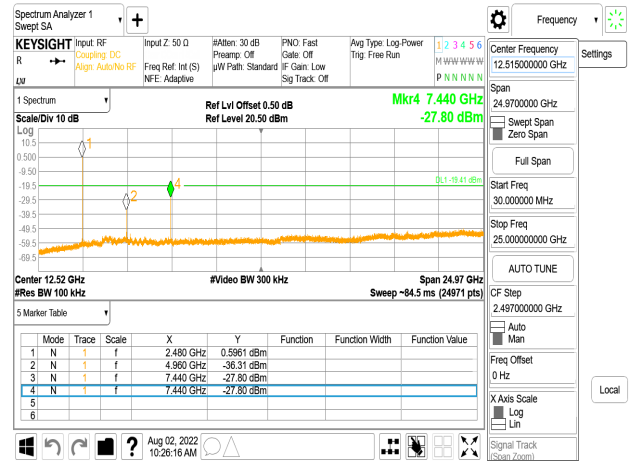 Spectrum Analyzer 1
Swept SA
Frequency
KEYSIGHT
R
Input: RF
Coupling: DC
Align: Auto/No RF
Input Z: 50 Ω
Freq Ref: Int (S)
NFE: Adaptive
#Atten: 30 dB
Preamp: Off
µW Path: Standard
PNO: Fast
Gate: Off
IF Gain: Low
Sig Track: Off
Avg Type: Log-Power
Trig: Free Run
1 2 3 4 5 6
M W W W W W
P N N N N N
1 Spectrum
Scale/Div 10 dB
Ref Lvl Offset 0.50 dB
Ref Level 20.50 dBm
Mkr4 7.440 GHz
-27.80 dBm
Log
10.5
0.500
-9.50
-19.5
-29.5
-39.5
-49.5
-59.5
-69.5
1
2
4
DL1 -19.41 dBm
Center 12.52 GHz
#Video BW 300 kHz
Span 24.97 GHz
#Res BW 100 kHz
Sweep ~84.5 ms (24971 pts)
5 Marker Table
Mode Trace Scale X Y Function Function Width Function Value
1 N 1 f 2.480 GHz 0.5961 dBm
2 N 1 f 4.960 GHz -36.31 dBm
3 N 1 f 7.440 GHz -27.80 dBm
4 N 1 f 7.440 GHz -27.80 dBm
5
6
?
Aug 02, 2022
10:26:16 AM
Center Frequency
12.515000000 GHz
Settings
Span
24.9700000 GHz
Swept Span
Zero Span
Full Span
Start Freq
30.000000 MHz
Stop Freq
25.000000000 GHz
AUTO TUNE
CF Step
2.497000000 GHz
Auto
Man
Freq Offset
0 Hz
X Axis Scale
Log
Lin
Local
Signal Track
(Span Zoom)